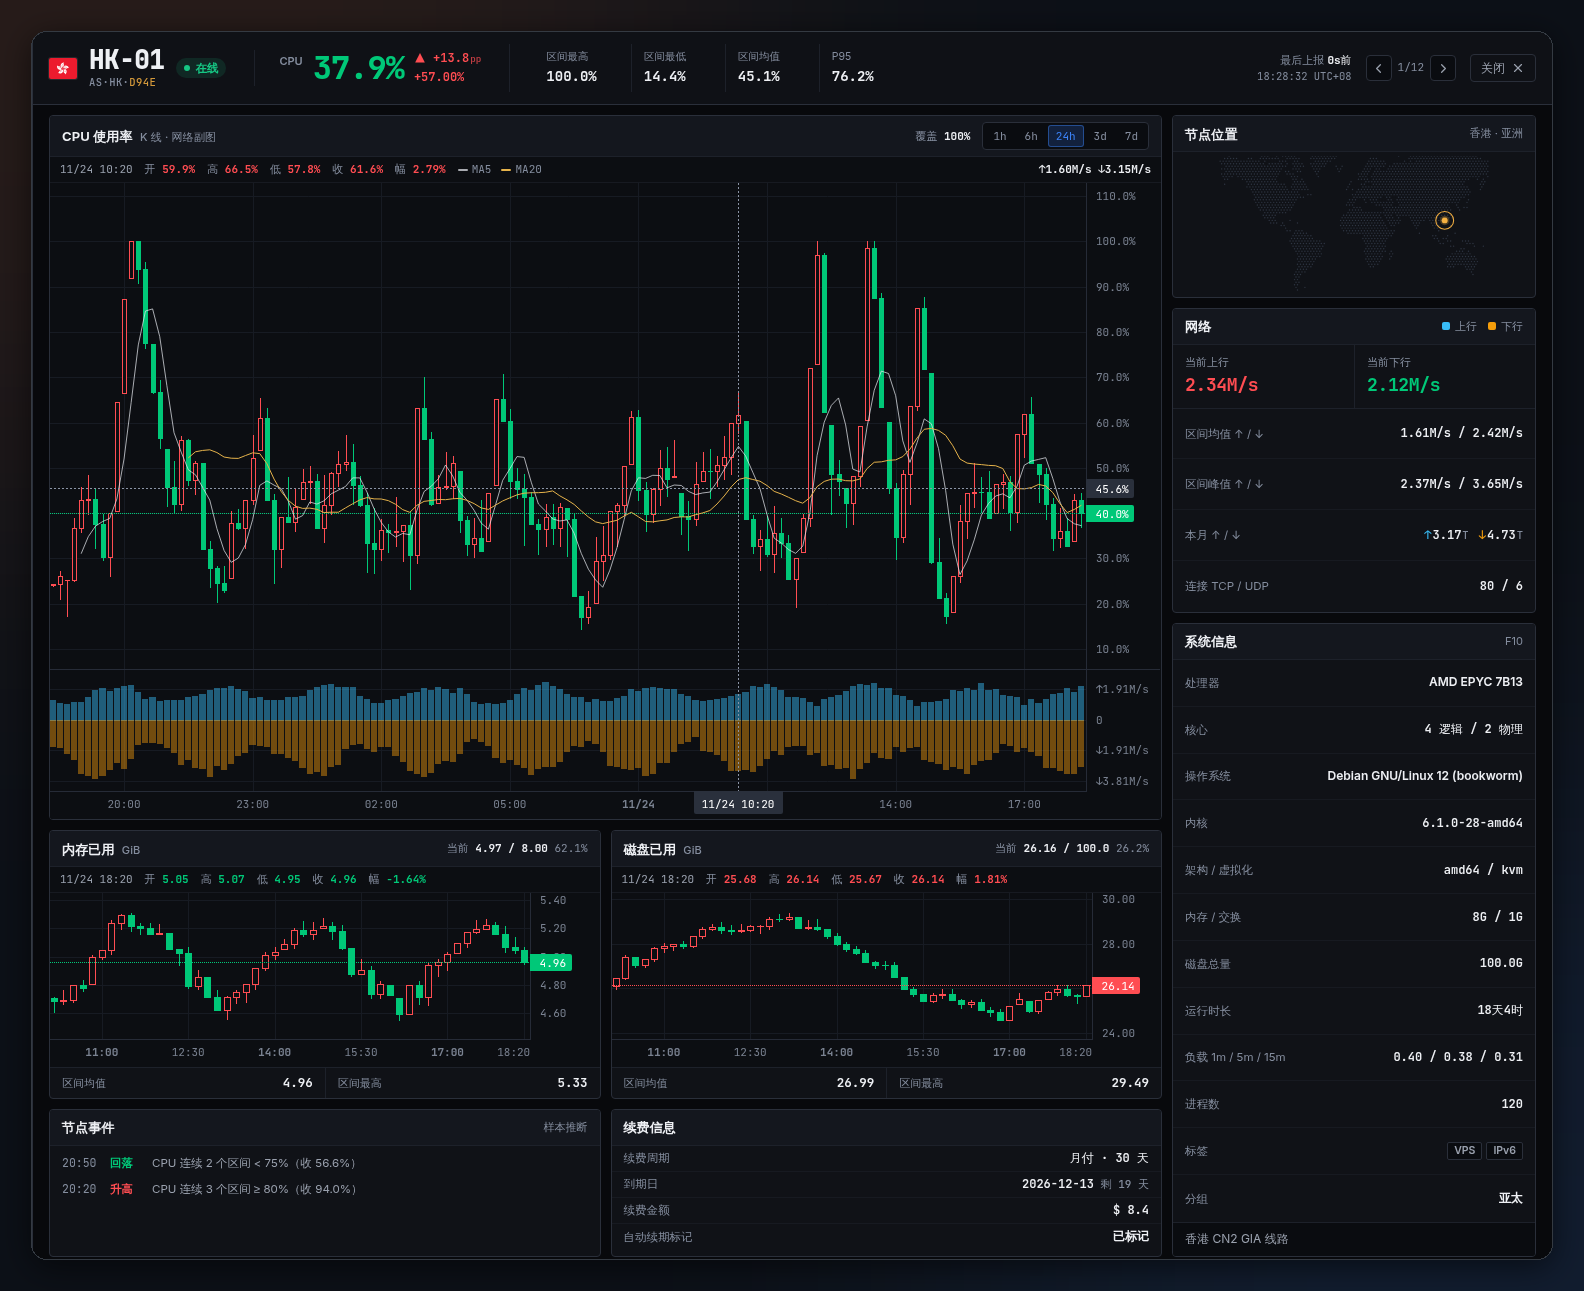 HK-01
AS·HK·D94E
在线
CPU 37.9% ▲ +13.8pp
+57.00%
区间最高 区间最低 区间均值 P95
100.0% 14.4% 45.1% 76.2%
最后上报 0s前
18:28:32 UTC+08
1/12
关闭 ×
CPU 使用率 K 线 · 网络副图
覆盖 100% 1h 6h 24h 3d 7d
11/24 10:20 开 59.9% 高 66.5% 低 57.8% 收 61.6% 幅 2.79% MA5 MA20
↑1.60M/s ↓3.15M/s
110.0%
100.0%
90.0%
80.0%
70.0%
60.0%
50.0%
45.6%
40.0%
30.0%
20.0%
10.0%
↑1.91M/s
0
↓1.91M/s
↓3.81M/s
20:00 23:00 02:00 05:00 11/24 11/24 10:20 14:00 17:00
内存已用 GiB
当前 4.97 / 8.00 62.1%
11/24 18:20 开 5.05 高 5.07 低 4.95 收 4.96 幅 -1.64%
5.40
5.20
4.96
4.80
4.60
11:00 12:30 14:00 15:30 17:00 18:20
区间均值 4.96 区间最高 5.33
磁盘已用 GiB
当前 26.16 / 100.0 26.2%
11/24 18:20 开 25.68 高 26.14 低 25.67 收 26.14 幅 1.81%
30.00
28.00
26.14
24.00
11:00 12:30 14:00 15:30 17:00 18:20
区间均值 26.99 区间最高 29.49
节点事件 样本推断
20:50 回落 CPU 连续 2 个区间 < 75%（收 56.6%）
20:20 升高 CPU 连续 3 个区间 ≥ 80%（收 94.0%）
续费信息
续费周期 月付 · 30 天
到期日 2026-12-13 剩 19 天
续费金额 $ 8.4
自动续期标记 已标记
节点位置 香港 · 亚洲
网络 上行 下行
当前上行 当前下行
2.34M/s 2.12M/s
区间均值 ↑ / ↓ 1.61M/s / 2.42M/s
区间峰值 ↑ / ↓ 2.37M/s / 3.65M/s
本月 ↑ / ↓ ↑3.17T ↓4.73T
连接 TCP / UDP 80 / 6
系统信息 F10
处理器 AMD EPYC 7B13
核心 4 逻辑 / 2 物理
操作系统 Debian GNU/Linux 12 (bookworm)
内核 6.1.0-28-amd64
架构 / 虚拟化 amd64 / kvm
内存 / 交换 8G / 1G
磁盘总量 100.0G
运行时长 18天4时
负载 1m / 5m / 15m 0.40 / 0.38 / 0.31
进程数 120
标签 VPS IPv6
分组 亚太
香港 CN2 GIA 线路